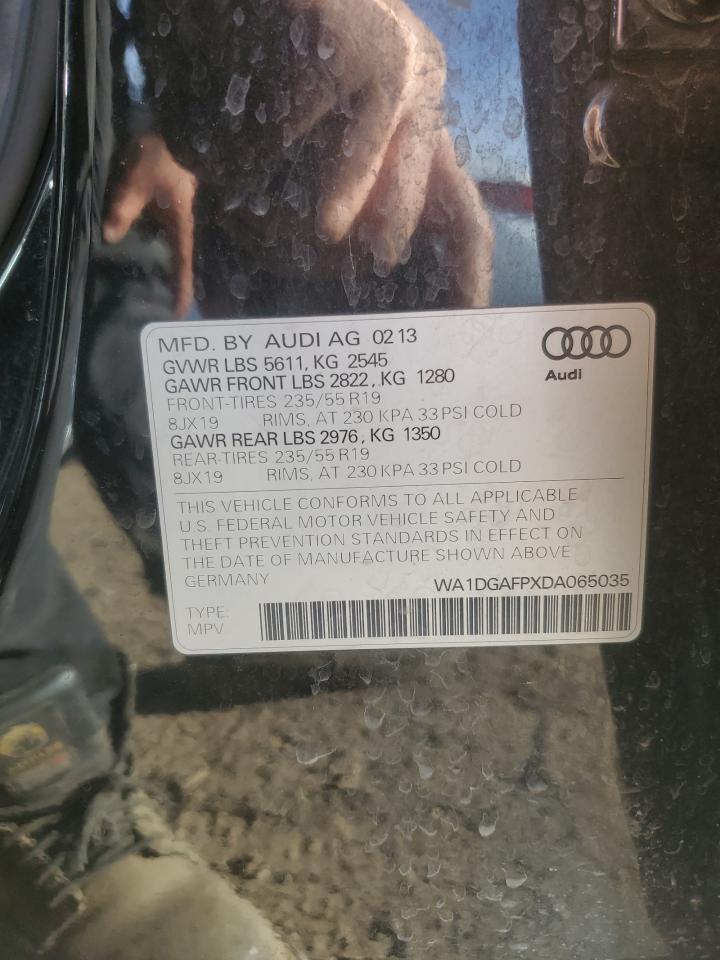 MFD. BY AUDI AG 02 13
GVWR LBS 5611, KG 2545
GAWR FRONT LBS 2822, KG 1280
FRONT-TIRES 235/55 R19
8JX19 RIMS, AT 230 KPA 33 PSI COLD
GAWR REAR LBS 2976, KG 1350
REAR-TIRES 235/55 R19
8JX19 RIMS, AT 230 KPA 33 PSI COLD
Audi
THIS VEHICLE CONFORMS TO ALL APPLICABLE
U.S. FEDERAL MOTOR VEHICLE SAFETY AND
THEFT PREVENTION STANDARDS IN EFFECT ON
THE DATE OF MANUFACTURE SHOWN ABOVE
GERMANY WA1DGAFPXDA065035
TYPE:
MPV